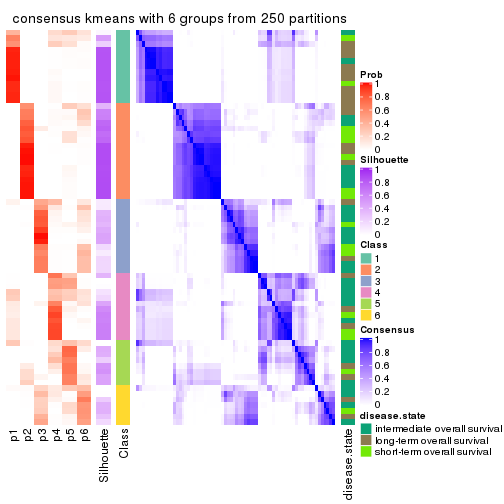 consensus kmeans with 6 groups from 250 partitions
Prob
1
0.8
0.6
0.4
0.2
0
Silhouette
1
0.8
0.6
0.4
0.2
0
Class
1
2
3
4
5
6
Consensus
1
0.8
0.6
0.4
0.2
0
disease.state
intermediate overall survival
long-term overall survival
short-term overall survival
p1
p2
p3
p4
p5
p6
Silhouette
Class
disease.state